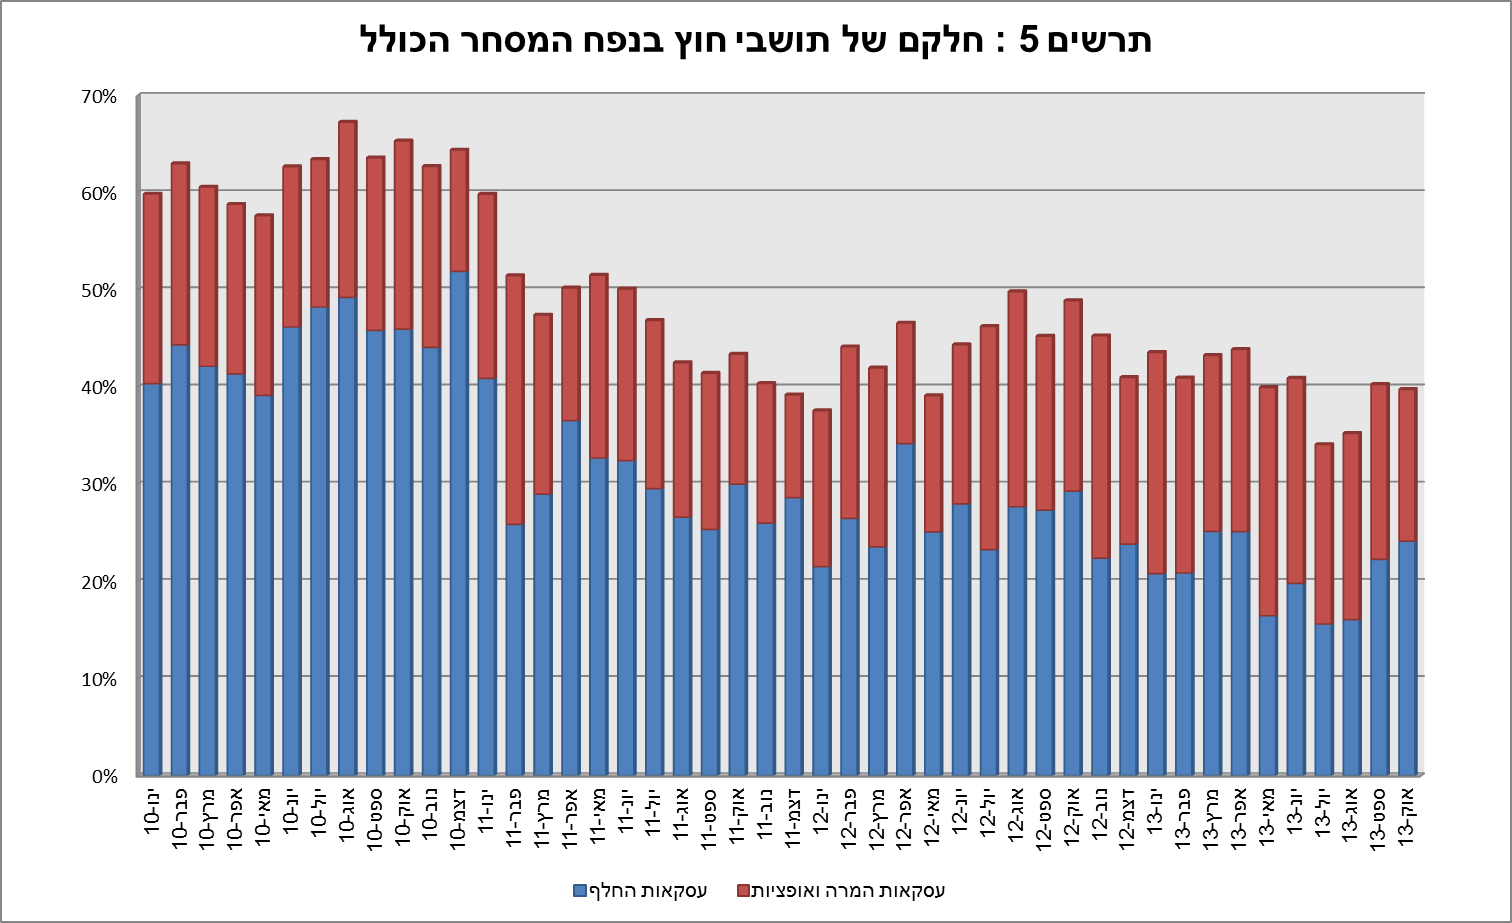 תרשים 5 : חלקם של תושבי חוץ בנפח המסחר הכולל
70%
60%
50%
40%
30%
20%
10%
0%
ינו-10
פבר-10
מרץ-10
אפר-10
מאי-10
יונ-10
יול-10
אוג-10
ספט-10
אוק-10
נוב-10
דצמ-10
ינו-11
פבר-11
מרץ-11
אפר-11
מאי-11
יונ-11
יול-11
אוג-11
ספט-11
אוק-11
נוב-11
דצמ-11
ינו-12
פבר-12
מרץ-12
אפר-12
מאי-12
יונ-12
יול-12
אוג-12
ספט-12
אוק-12
נוב-12
דצמ-12
ינו-13
פבר-13
מרץ-13
אפר-13
מאי-13
יונ-13
יול-13
אוג-13
ספט-13
אוק-13
עסקאות החלף
עסקאות המרה ואופציות